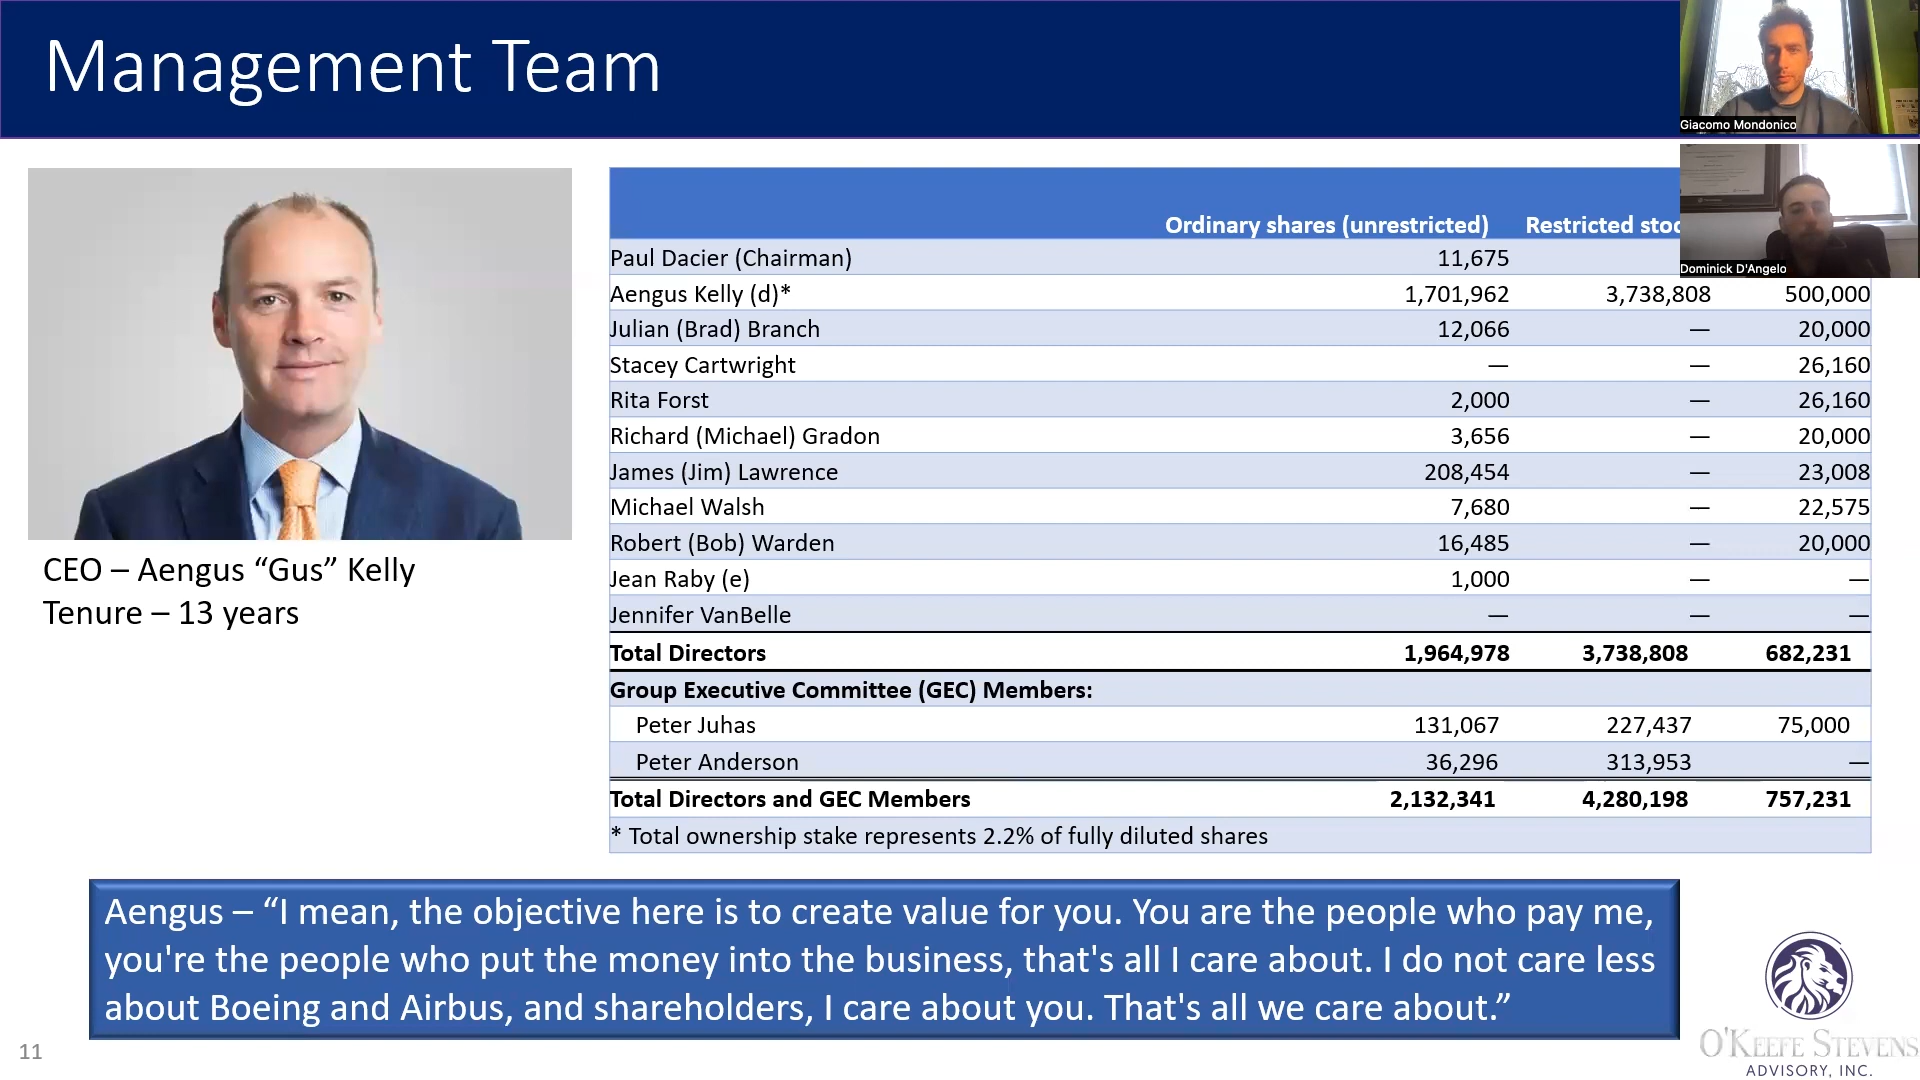 Management Team
Giacomo Mondonico
Dominick D'Angelo
CEO – Aengus “Gus” Kelly
Tenure – 13 years
Ordinary shares (unrestricted) Restricted
Paul Dacier (Chairman) 11,675
Aengus Kelly (d)* 1,701,962 3,738,808 500,000
Julian (Brad) Branch 12,066 — 20,000
Stacey Cartwright — — 26,160
Rita Forst 2,000 — 26,160
Richard (Michael) Gradon 3,656 — 20,000
James (Jim) Lawrence 208,454 — 23,008
Michael Walsh 7,680 — 22,575
Robert (Bob) Warden 16,485 — 20,000
Jean Raby (e) 1,000 — —
Jennifer VanBelle — — —
Total Directors 1,964,978 3,738,808 682,231
Group Executive Committee (GEC) Members:
Peter Juhas 131,067 227,437 75,000
Peter Anderson 36,296 313,953 —
Total Directors and GEC Members 2,132,341 4,280,198 757,231
* Total ownership stake represents 2.2% of fully diluted shares
Aengus – “I mean, the objective here is to create value for you. You are the people who pay me,
you're the people who put the money into the business, that's all I care about. I do not care less
about Boeing and Airbus, and shareholders, I care about you. That's all we care about.”
11
O'KEEFE STEVENS
ADVISORY, INC.